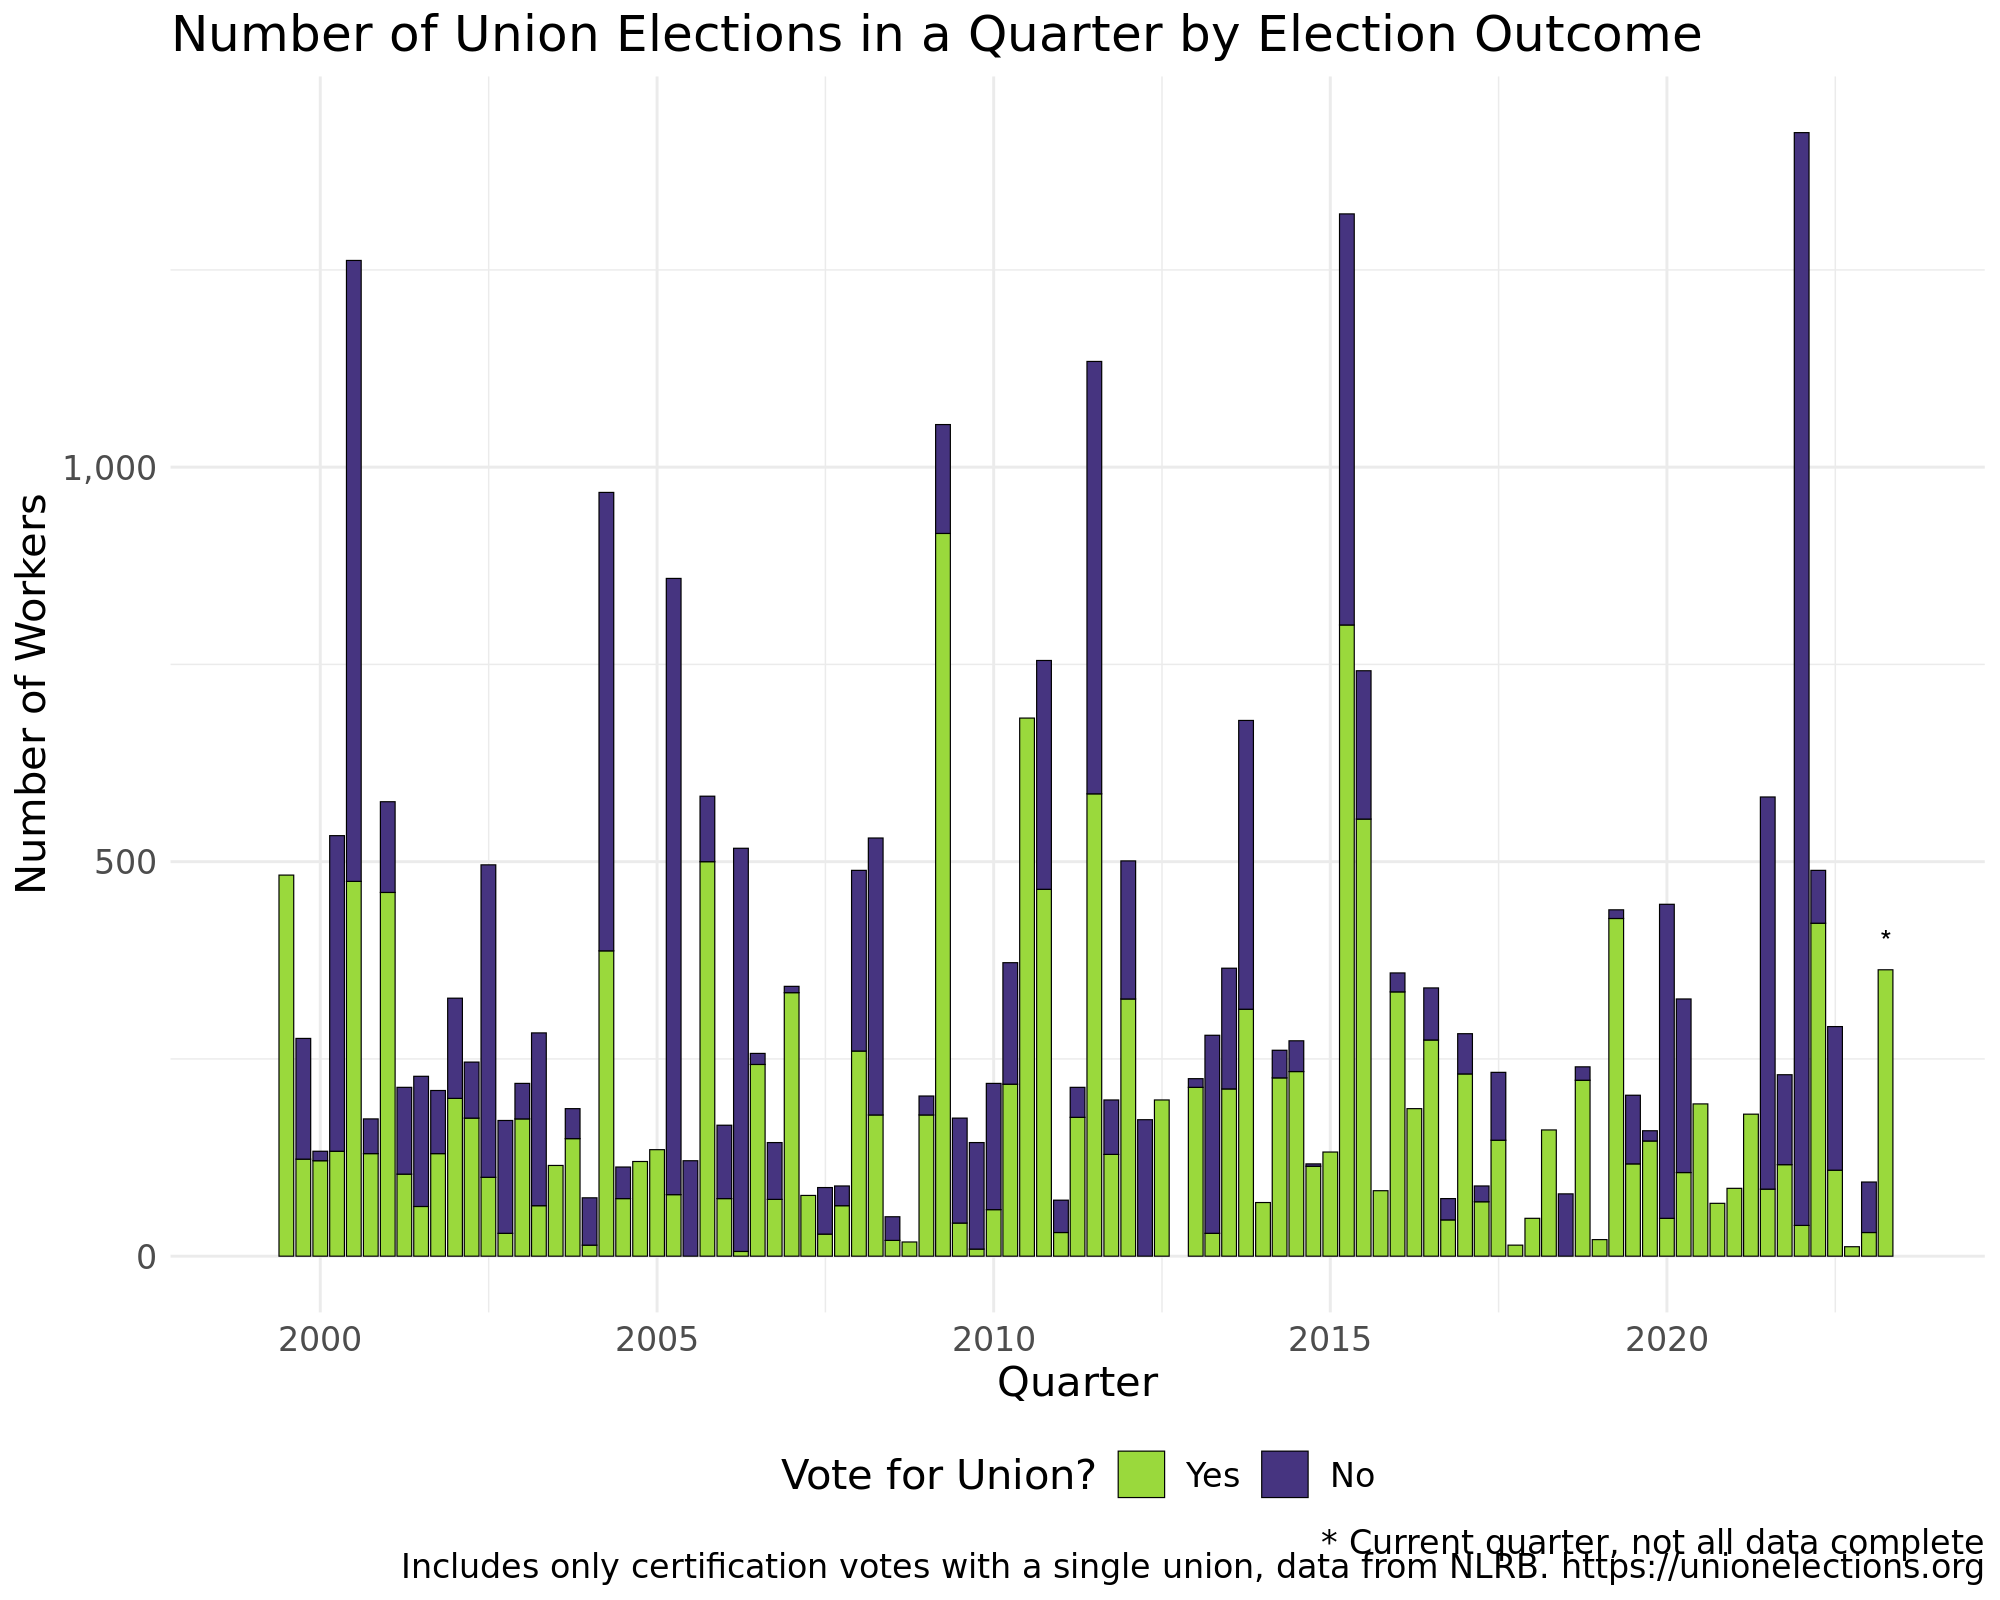 Number of Union Elections in a Quarter by Election Outcome
Number of Workers
1,000
500
0
*
2000 2005 2010 2015 2020
Quarter
Vote for Union? Yes No
* Current quarter, not all data complete
Includes only certification votes with a single union, data from NLRB. https://unionelections.org